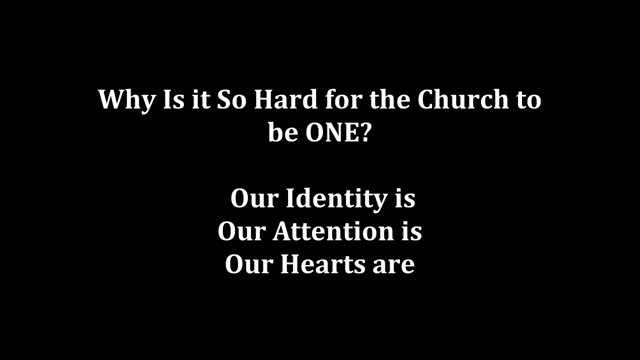 Why Is it So Hard for the Church to
be ONE?
Our Identity is
Our Attention is
Our Hearts are